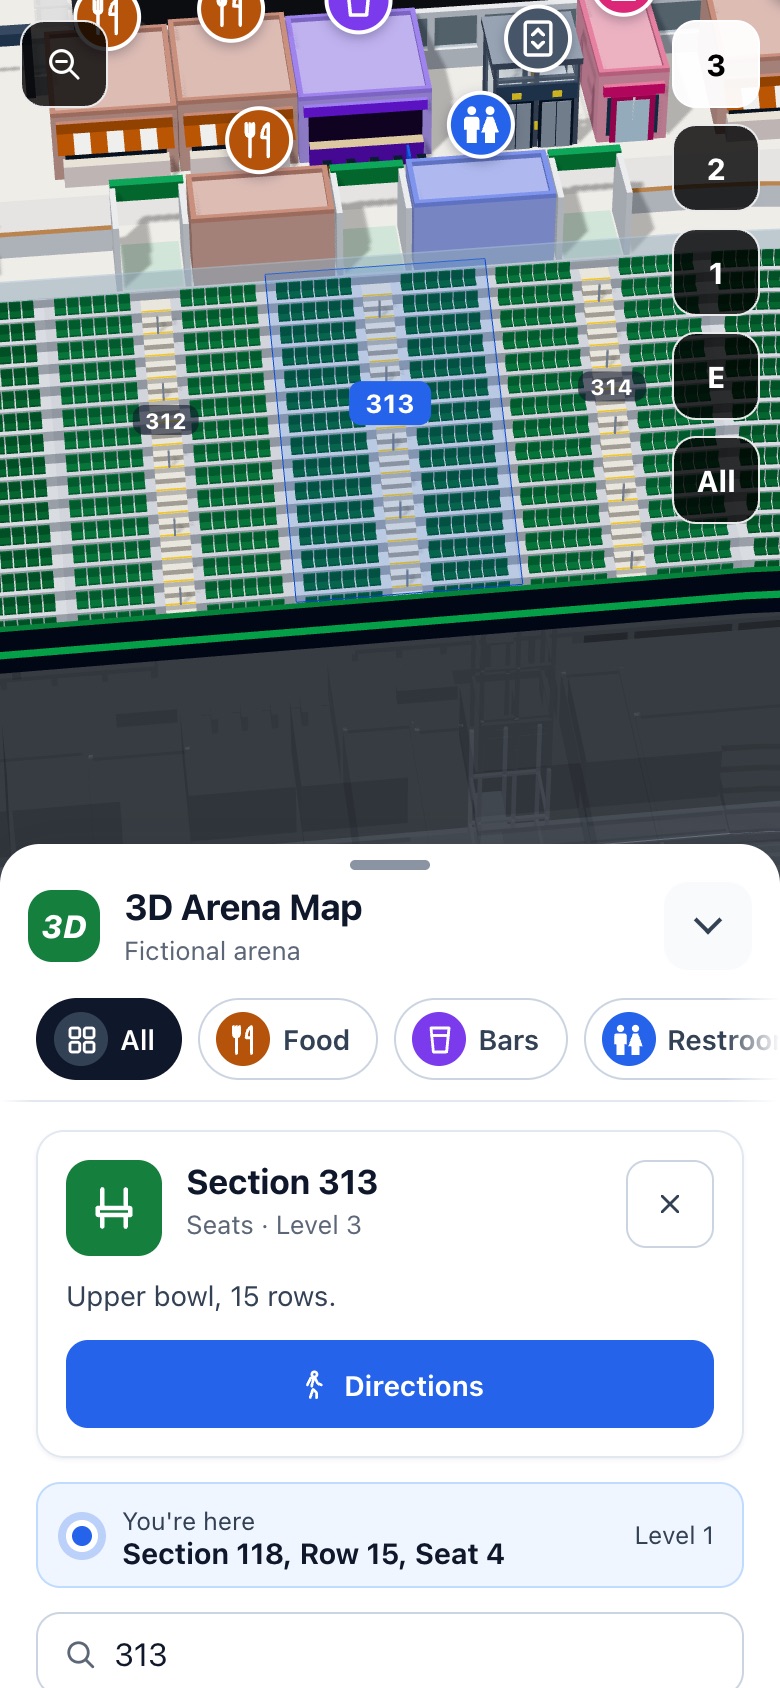 3
2
1
E
All
312
313
314
3D
3D Arena Map
Fictional arena
All
Food
Bars
Section 313
Seats · Level 3
Upper bowl, 15 rows.
Directions
You're here
Section 118, Row 15, Seat 4
Level 1
313